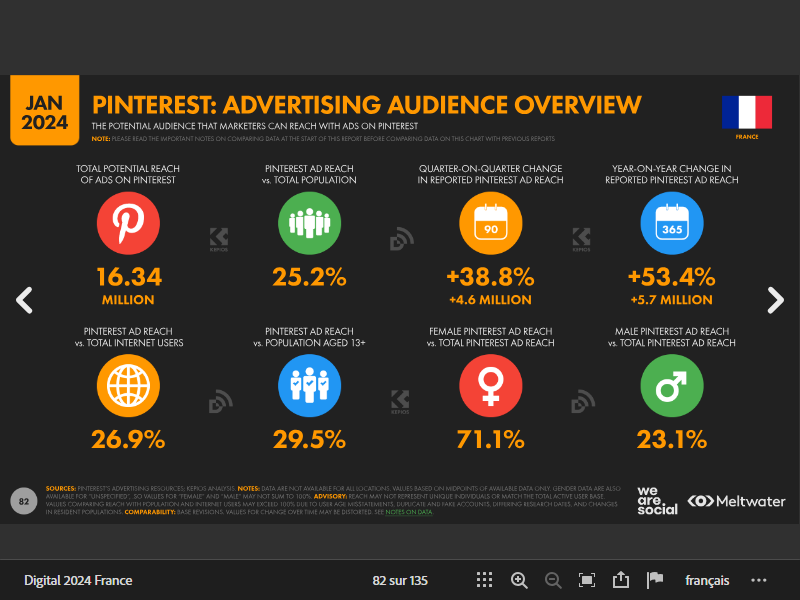 JAN
2024
PINTEREST: ADVERTISING AUDIENCE OVERVIEW
THE POTENTIAL AUDIENCE THAT MARKETERS CAN REACH WITH ADS ON PINTEREST
NOTE: PLEASE READ THE IMPORTANT NOTES ON COMPARING DATA AT THE START OF THIS REPORT BEFORE COMPARING DATA ON THIS CHART WITH PREVIOUS REPORTS
FRANCE
TOTAL POTENTIAL REACH
OF ADS ON PINTEREST
16.34
MILLION
PINTEREST AD REACH
vs. TOTAL POPULATION
25.2%
QUARTER-ON-QUARTER CHANGE
IN REPORTED PINTEREST AD REACH
90
+38.8%
+4.6 MILLION
YEAR-ON-YEAR CHANGE IN
REPORTED PINTEREST AD REACH
365
+53.4%
+5.7 MILLION
KEPIOS
KEPIOS
PINTEREST AD REACH
vs. TOTAL INTERNET USERS
26.9%
PINTEREST AD REACH
vs. POPULATION AGED 13+
29.5%
FEMALE PINTEREST AD REACH
vs. TOTAL PINTEREST AD REACH
71.1%
MALE PINTEREST AD REACH
vs. TOTAL PINTEREST AD REACH
23.1%
KEPIOS
82
SOURCES: PINTEREST'S ADVERTISING RESOURCES; KEPIOS ANALYSIS. NOTES: DATA ARE NOT AVAILABLE FOR ALL LOCATIONS. VALUES BASED ON MIDPOINTS OF AVAILABLE DATA ONLY. GENDER DATA ARE ALSO
AVAILABLE FOR "UNSPECIFIED", SO VALUES FOR "FEMALE" AND "MALE" MAY NOT SUM TO 100%. ADVISORY: REACH MAY NOT REPRESENT UNIQUE INDIVIDUALS OR MATCH THE TOTAL ACTIVE USER BASE.
VALUES COMPARING REACH WITH POPULATION AND INTERNET USERS MAY EXCEED 100% DUE TO USER AGE MISSTATEMENTS, DUPLICATE AND FAKE ACCOUNTS, DIFFERING RESEARCH DATES, AND CHANGES
IN RESIDENT POPULATIONS. COMPARABILITY: BASE REVISIONS. VALUES FOR CHANGE OVER TIME MAY BE DISTORTED. SEE NOTES ON DATA.
we
are.
social
Meltwater
Digital 2024 France
82 sur 135
français